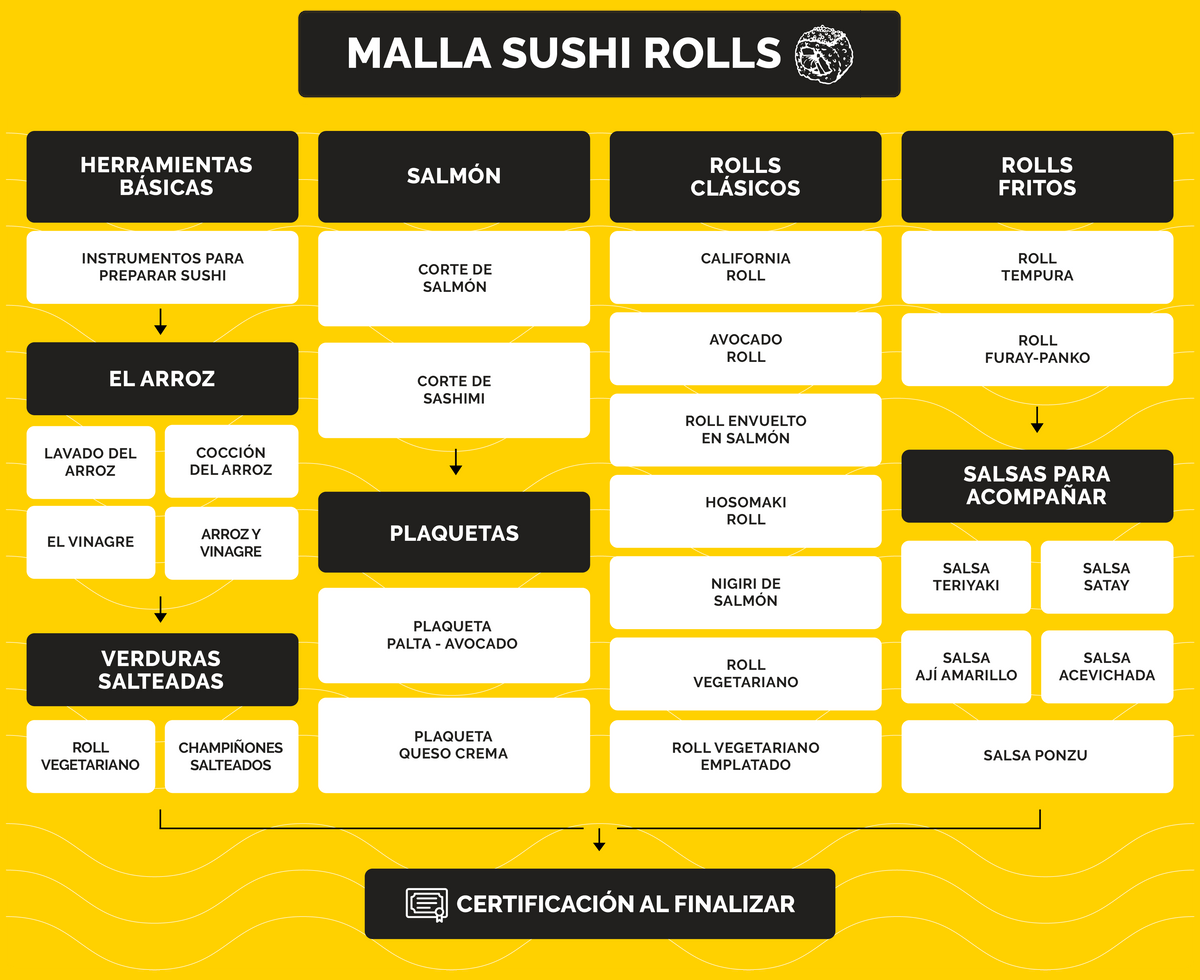 MALLA SUSHI ROLLS
HERRAMIENTAS
BÁSICAS
INSTRUMENTOS PARA
PREPARAR SUSHI
EL ARROZ
LAVADO DEL
ARROZ
COCCIÓN
DEL ARROZ
EL VINAGRE
ARROZ Y
VINAGRE
VERDURAS
SALTEADAS
ROLL
VEGETARIANO
CHAMPIÑONES
SALTEADOS
SALMÓN
CORTE DE
SALMÓN
CORTE DE
SASHIMI
PLAQUETAS
PLAQUETA
PALTA - AVOCADO
PLAQUETA
QUESO CREMA
ROLLS
CLÁSICOS
CALIFORNIA
ROLL
AVOCADO
ROLL
ROLL ENVUELTO
EN SALMÓN
HOSOMAKI
ROLL
NIGIRI DE
SALMÓN
ROLL
VEGETARIANO
ROLL VEGETARIANO
EMPLATADO
ROLLS
FRITOS
ROLL
TEMPURA
ROLL
FURAY-PANKO
SALSAS PARA
ACOMPAÑAR
SALSA
TERIYAKI
SALSA
SATAY
SALSA
AJÍ AMARILLO
SALSA
ACEVICHADA
SALSA PONZU
CERTIFICACIÓN AL FINALIZAR